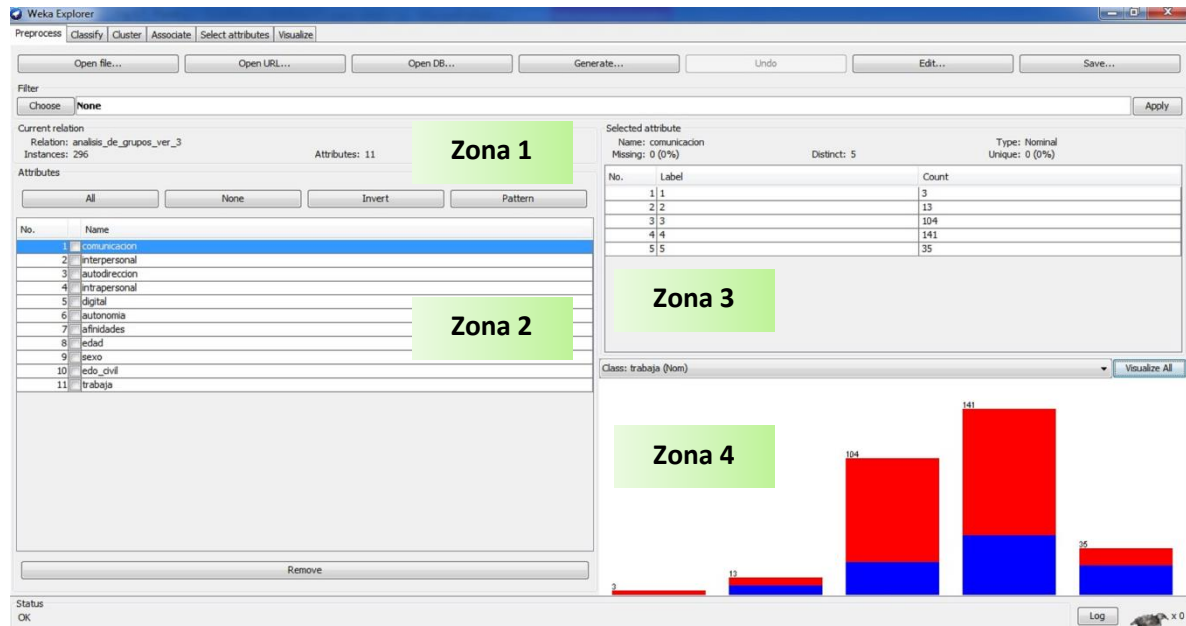 Weka Explorer
Preprocess Classify Cluster Associate Select attributes Visualize
Open file... Open URL... Open DB... Generate... Undo Edit... Save...
Filter
Choose None Apply
Current relation
Relation: analisis_de_grupos_ver_3
Instances: 296 Attributes: 11
Zona 1
Attributes
All None Invert Pattern
No. Name
1 comunicacion
2 interpersonal
3 autodireccion
4 intrapersonal
5 digital
6 autonomia
7 afinidades
8 edad
9 sexo
10 edo_civil
11 trabaja
Zona 2
Remove
Selected attribute
Name: comunicacion Type: Nominal
Missing: 0 (0%) Distinct: 5 Unique: 0 (0%)
No. Label Count
1 1 3
2 2 13
3 3 104
4 4 141
5 5 35
Zona 3
Class: trabaja (Nom) Visualize All
Zona 4
3
13
104
141
35
Status
OK
Log x 0